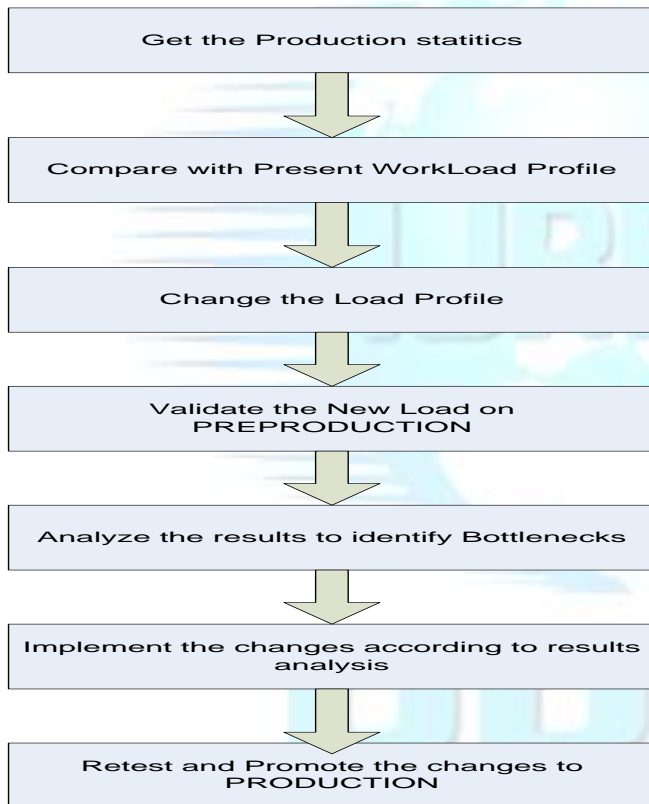 Get the Production statitics
Compare with Present WorkLoad Profile
Change the Load Profile
Validate the New Load on
PREPRODUCTION
Analyze the results to identify Bottlenecks
Implement the changes according to results
analysis
Retest and Promote the changes to
PRODUCTION